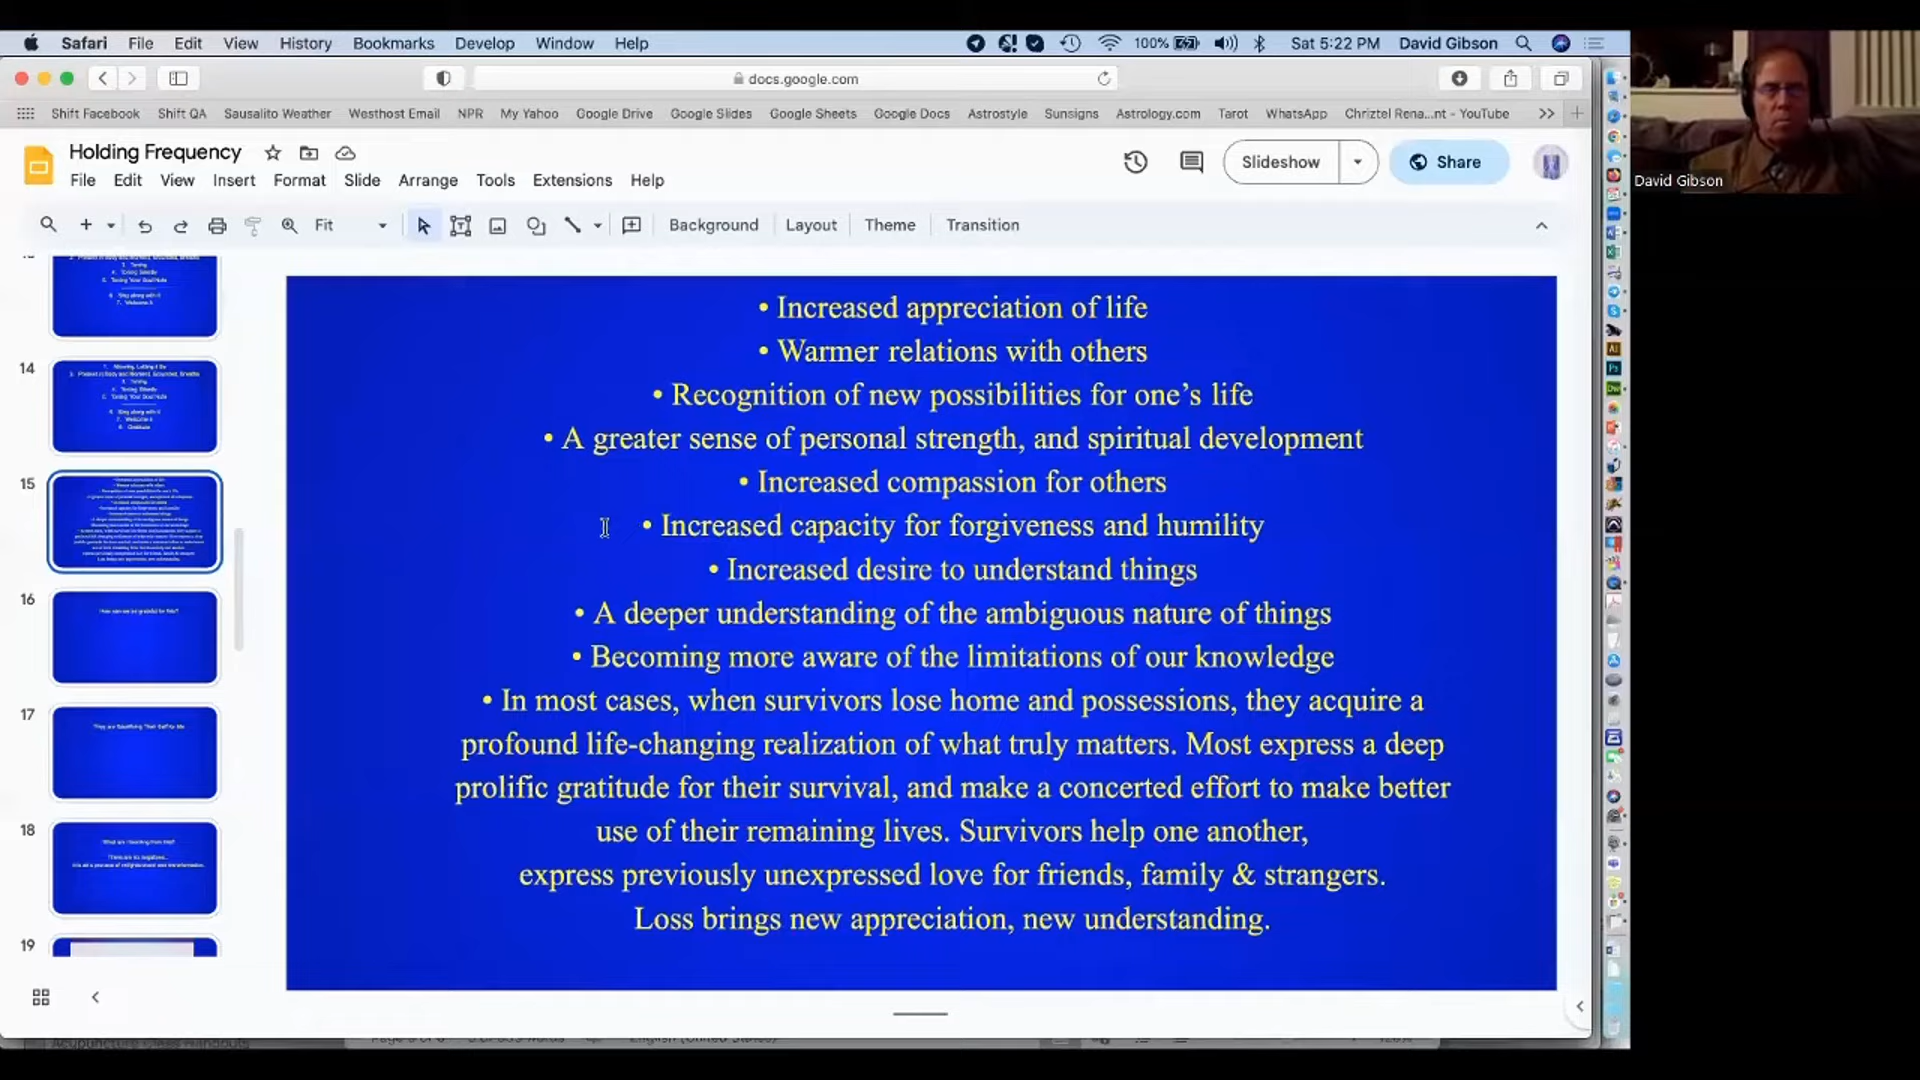 Safari File Edit View History Bookmarks Develop Window Help 100% Sat 5:22 PM David Gibson
docs.google.com
Shift Facebook Shift QA Sausalito Weather Westhost Email NPR My Yahoo Google Drive Google Slides Google Sheets Google Docs Astrostyle Sunsigns Astrology.com Tarot WhatsApp Chriztel Rena...nt - YouTube
Holding Frequency
Slideshow
Share
File Edit View Insert Format Slide Arrange Tools Extensions Help
Fit Background Layout Theme Transition
David Gibson
14
15
16
How can we be grateful for this?
17
18
19
• Increased appreciation of life
• Warmer relations with others
• Recognition of new possibilities for one's life
• A greater sense of personal strength, and spiritual development
• Increased compassion for others
• Increased capacity for forgiveness and humility
• Increased desire to understand things
• A deeper understanding of the ambiguous nature of things
• Becoming more aware of the limitations of our knowledge
• In most cases, when survivors lose home and possessions, they acquire a
profound life-changing realization of what truly matters. Most express a deep
prolific gratitude for their survival, and make a concerted effort to make better
use of their remaining lives. Survivors help one another,
express previously unexpressed love for friends, family & strangers.
Loss brings new appreciation, new understanding.